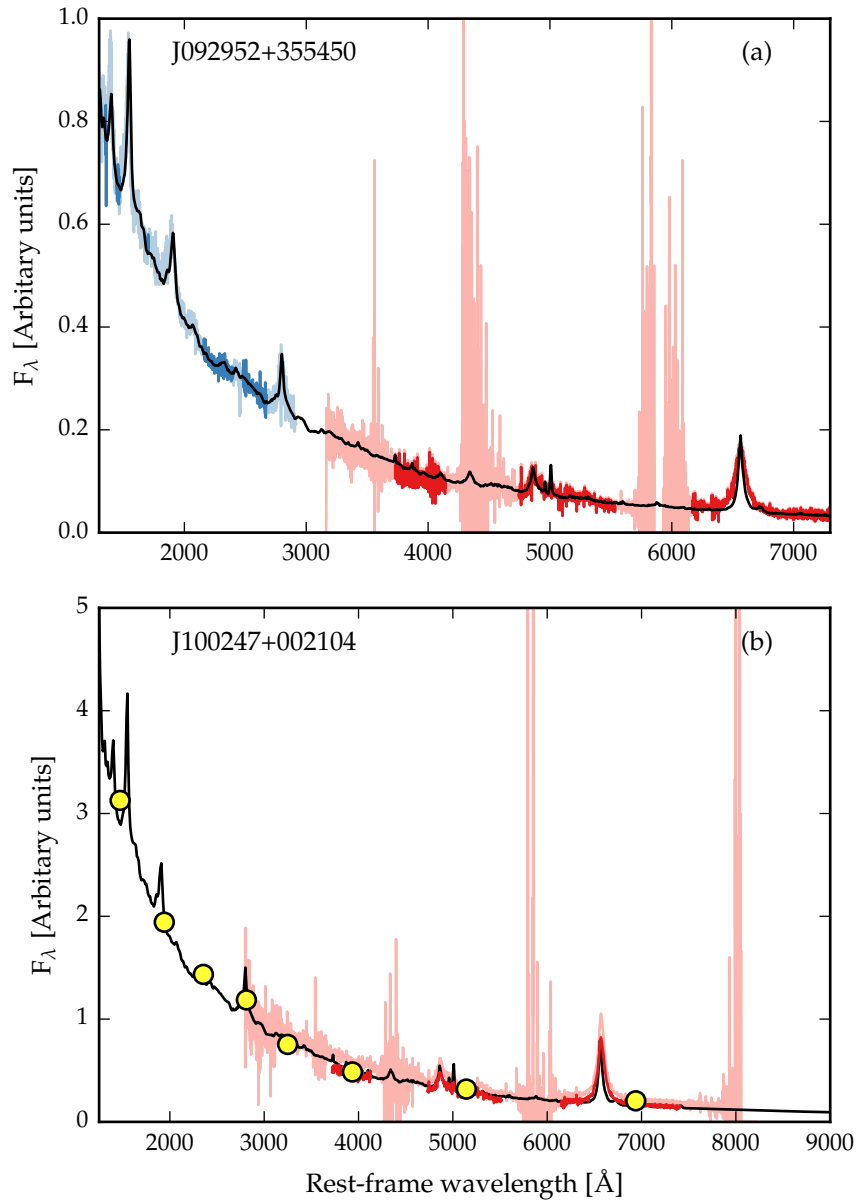 1.0
J092952+355450
(a)
0.8
0.6
0.4
0.2
0.0
F_λ [Arbitary units]
2000 3000 4000 5000 6000 7000
5
J100247+002104
(b)
4
3
2
1
0
F_λ [Arbitary units]
2000 3000 4000 5000 6000 7000 8000 9000
Rest-frame wavelength [Å]